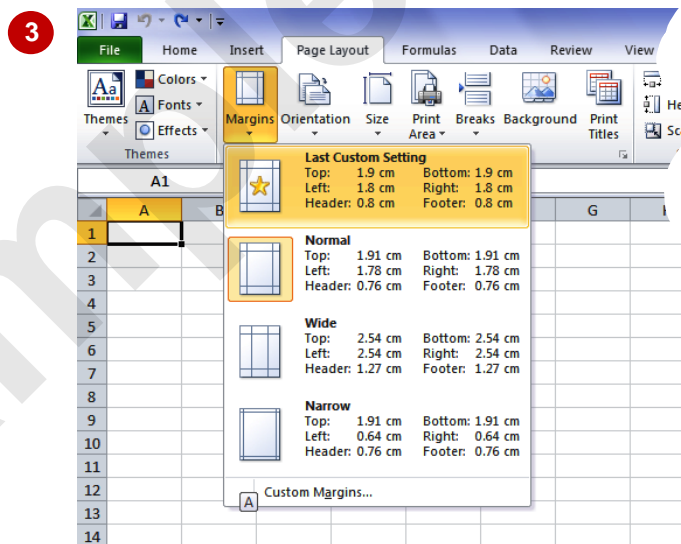 3
File Home Insert Page Layout Formulas Data Review View
Aa Colors
A Fonts
Effects
Themes Margins Orientation Size Print Area Breaks Background Print Titles
Themes
A1
A B G
1
2
3
4
5
6
7
8
9
10
11
12
13
14
Last Custom Setting
Top: 1.9 cm Bottom: 1.9 cm
Left: 1.8 cm Right: 1.8 cm
Header: 0.8 cm Footer: 0.8 cm
Normal
Top: 1.91 cm Bottom: 1.91 cm
Left: 1.78 cm Right: 1.78 cm
Header: 0.76 cm Footer: 0.76 cm
Wide
Top: 2.54 cm Bottom: 2.54 cm
Left: 2.54 cm Right: 2.54 cm
Header: 1.27 cm Footer: 1.27 cm
Narrow
Top: 1.91 cm Bottom: 1.91 cm
Left: 0.64 cm Right: 0.64 cm
Header: 0.76 cm Footer: 0.76 cm
Custom Margins...
A